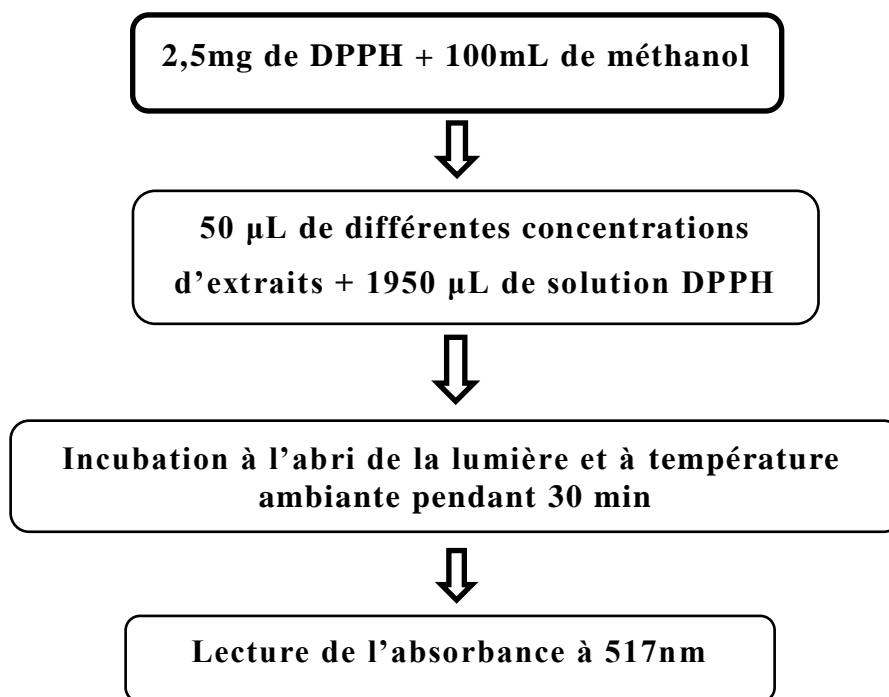 2,5mg de DPPH + 100mL de méthanol
50 µL de différentes concentrations
d’extraits + 1950 µL de solution DPPH
Incubation à l’abri de la lumière et à température
ambiante pendant 30 min
Lecture de l’absorbance à 517nm